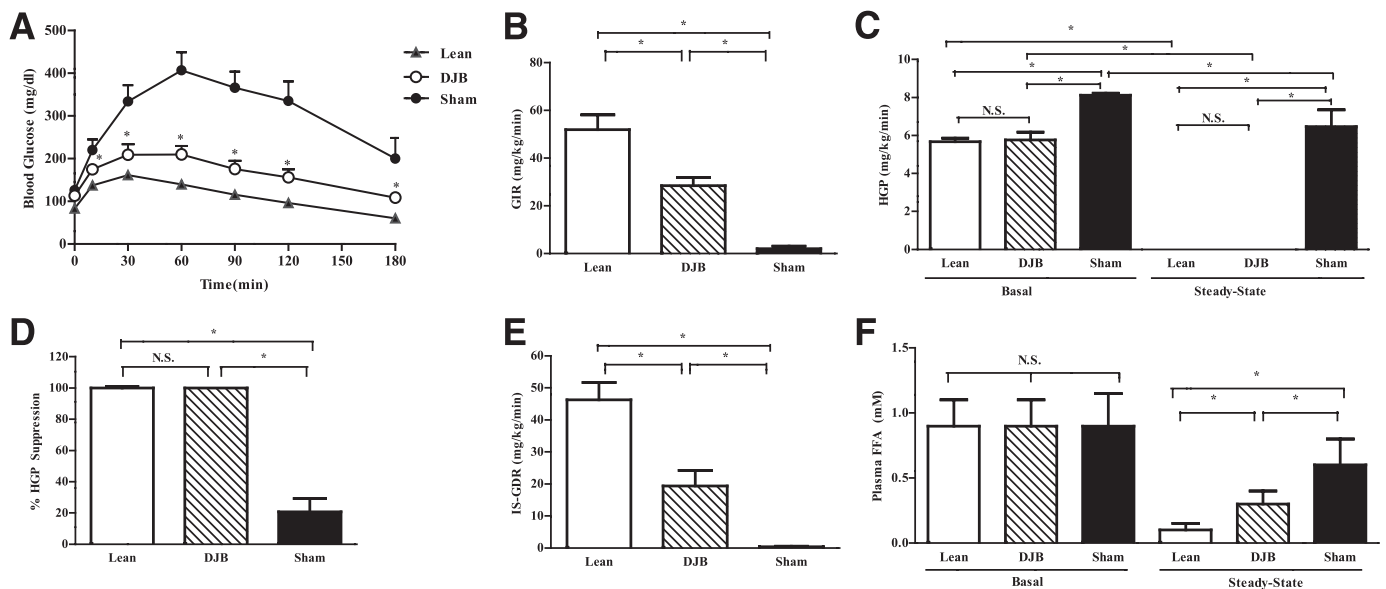 A
Blood Glucose (mg/dl)
500
400
300
200
100
0
* * * * * *
0 30 60 90 120 150 180
Time(min)
Lean
DJB
Sham
B
GIR (mg/kg/min)
80
60
40
20
0
*
* *
Lean DJB Sham
C
HGP (mg/kg/min)
10
8
6
4
2
0
*
*
* *
*
* *
N.S. N.S.
Lean DJB Sham Lean DJB Sham
Basal Steady-State
D
% HGP Suppression
120
100
80
60
40
20
0
*
N.S. *
Lean DJB Sham
E
IS-GDR (mg/kg/min)
60
50
40
30
20
10
0
*
* *
Lean DJB Sham
F
Plasma FFA (mM)
1.5
1.0
0.5
0.0
N.S.
*
* *
Lean DJB Sham Lean DJB Sham
Basal Steady-State